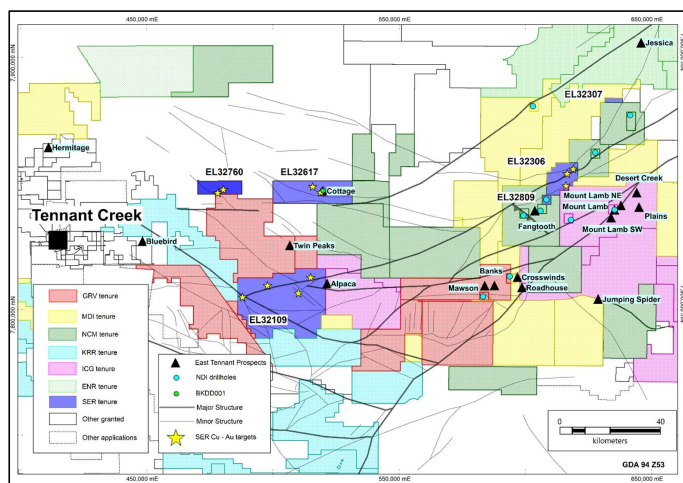 450,000 mE
550,000 mE
650,000 mE
7,900,000 mN
Jessica
EL32307
Hermitage
EL32760
EL32617
EL32306
Desert Creek
Cottage
EL32809
Mount Lamb NE
Mount Lamb
Tennant Creek
Plains
Fangtooth
Mount Lamb SW
Bluebird
Twin Peaks
Banks
Crosswinds
Alpaca
Mawson
Roadhouse
Jumping Spider
EL32109
7,800,000 mN
GRV tenure
MDI tenure
NCM tenure
KRR tenure
ICG tenure
ENR tenure
SER tenure
Other granted
Other applications
East Tennant Prospects
NDI drillholes
BKDD001
Major Structure
Minor Structure
SER Cu - Au targets
0 20 40
kilometers
GDA 94 Z53
450,000 mE
550,000 mE
650,000 mE